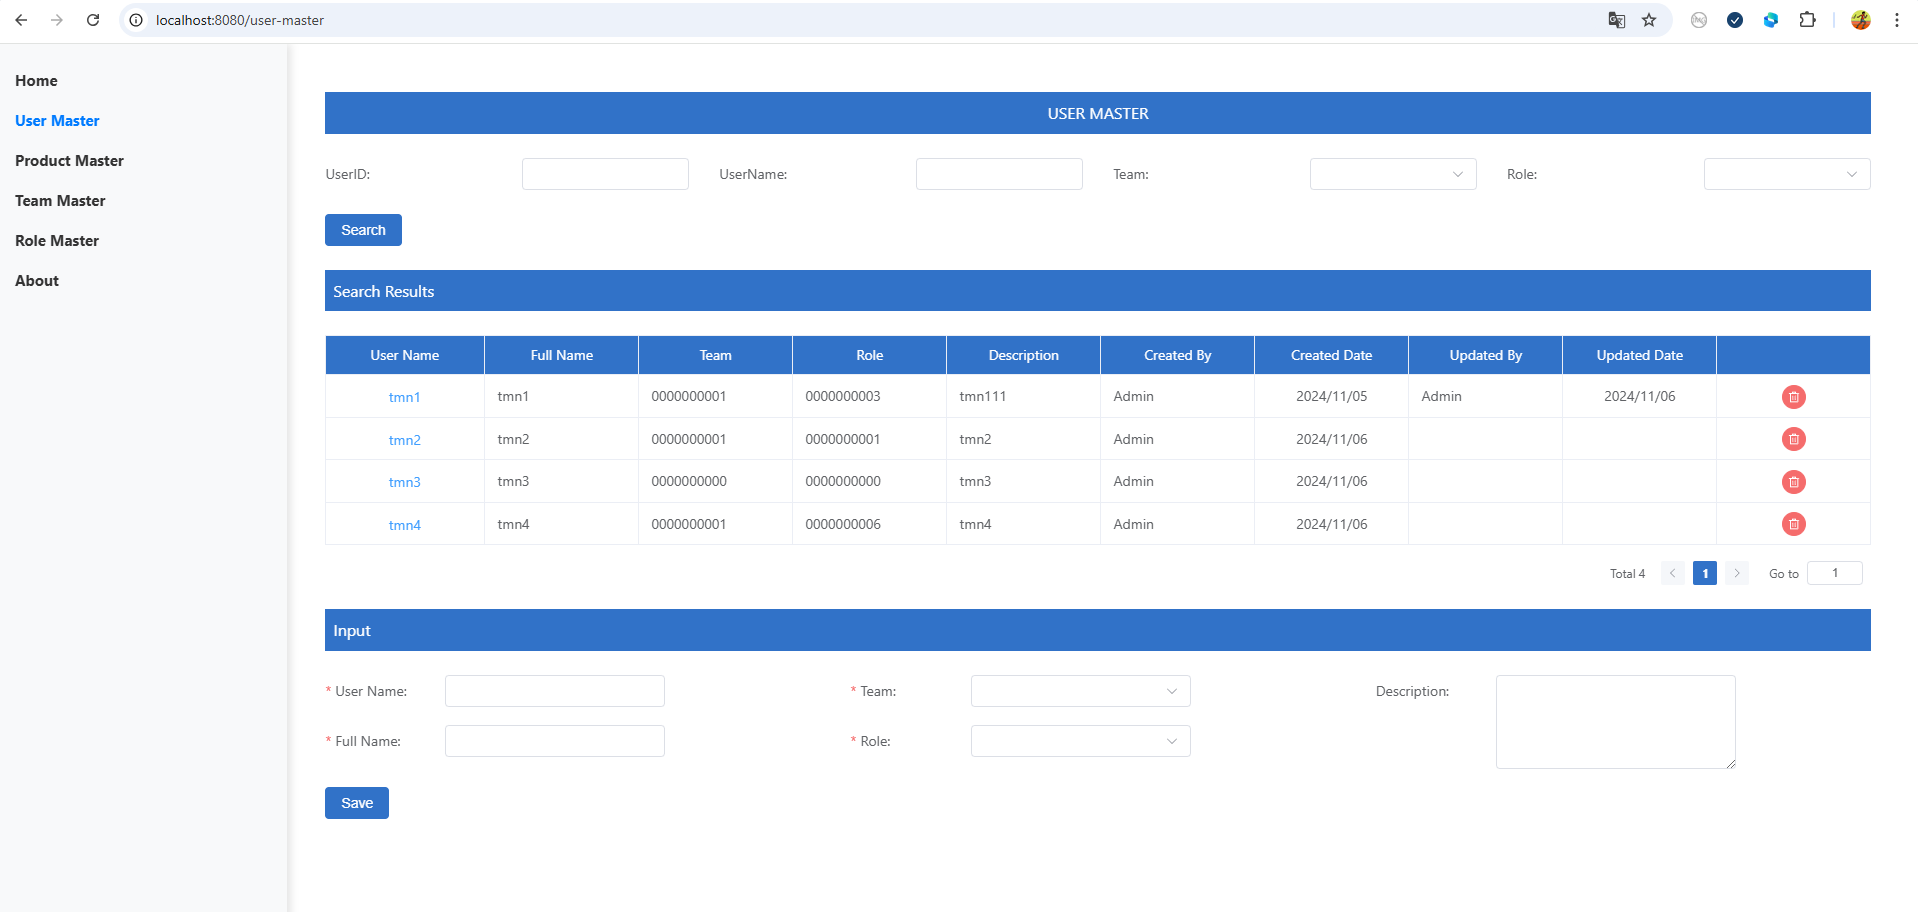 localhost:8080/user-master
Home
User Master
Product Master
Team Master
Role Master
About
USER MASTER
UserID: UserName: Team: Role:
Search
Search Results
User Name Full Name Team Role Description Created By Created Date Updated By Updated Date
tmn1 tmn1 0000000001 0000000003 tmn111 Admin 2024/11/05 Admin 2024/11/06
tmn2 tmn2 0000000001 0000000001 tmn2 Admin 2024/11/06
tmn3 tmn3 0000000000 0000000000 tmn3 Admin 2024/11/06
tmn4 tmn4 0000000001 0000000006 tmn4 Admin 2024/11/06
Total 4 1 Go to 1
Input
* User Name: * Team: Description:
* Full Name: * Role:
Save